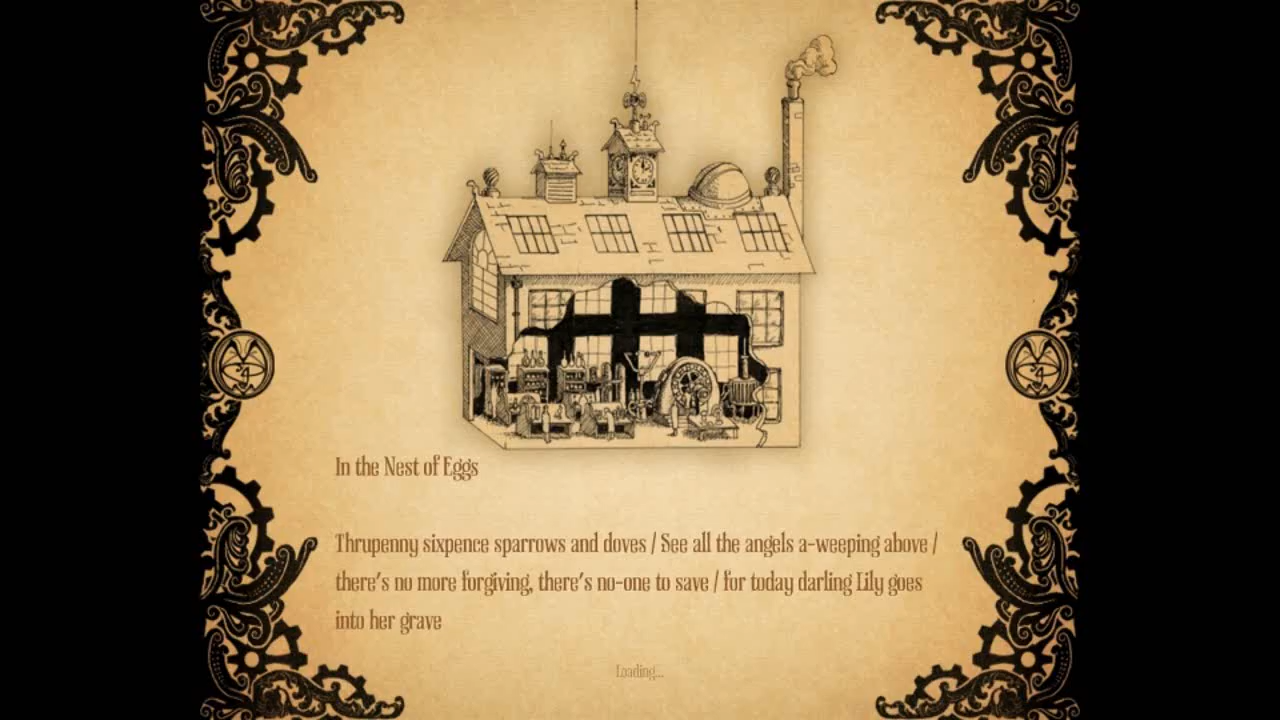 In the Nest of Eggs
Thrupenny sixpence sparrows and doves / See all the angels a-weeping above /
there's no more forgiving, there's no-one to save / for today darling Lily goes
into her grave
Loading...